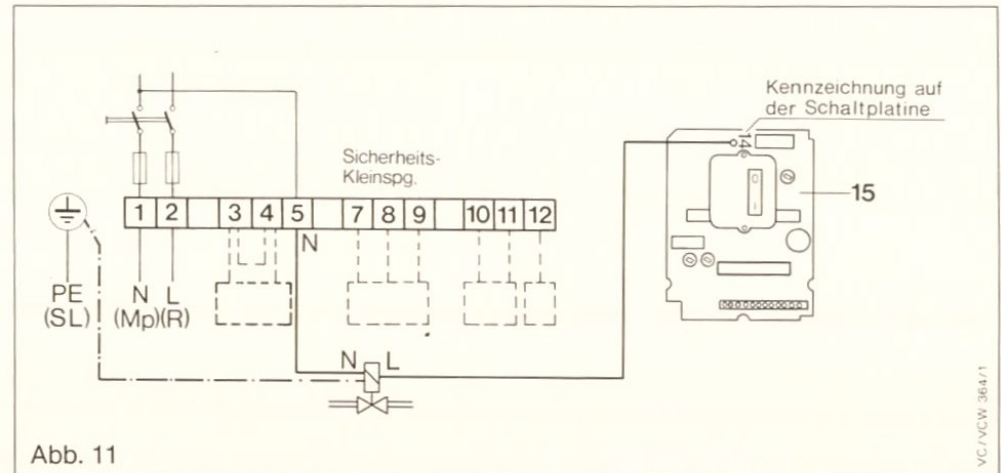 Kennzeichnung auf
der Schaltplatine
14
Sicherheits-
Kleinspg.
15
1 2 3 4 5 7 8 9 10 11 12
N
PE N L
(SL) (Mp)(R)
N L
Abb. 11
VC/VCW 364/1